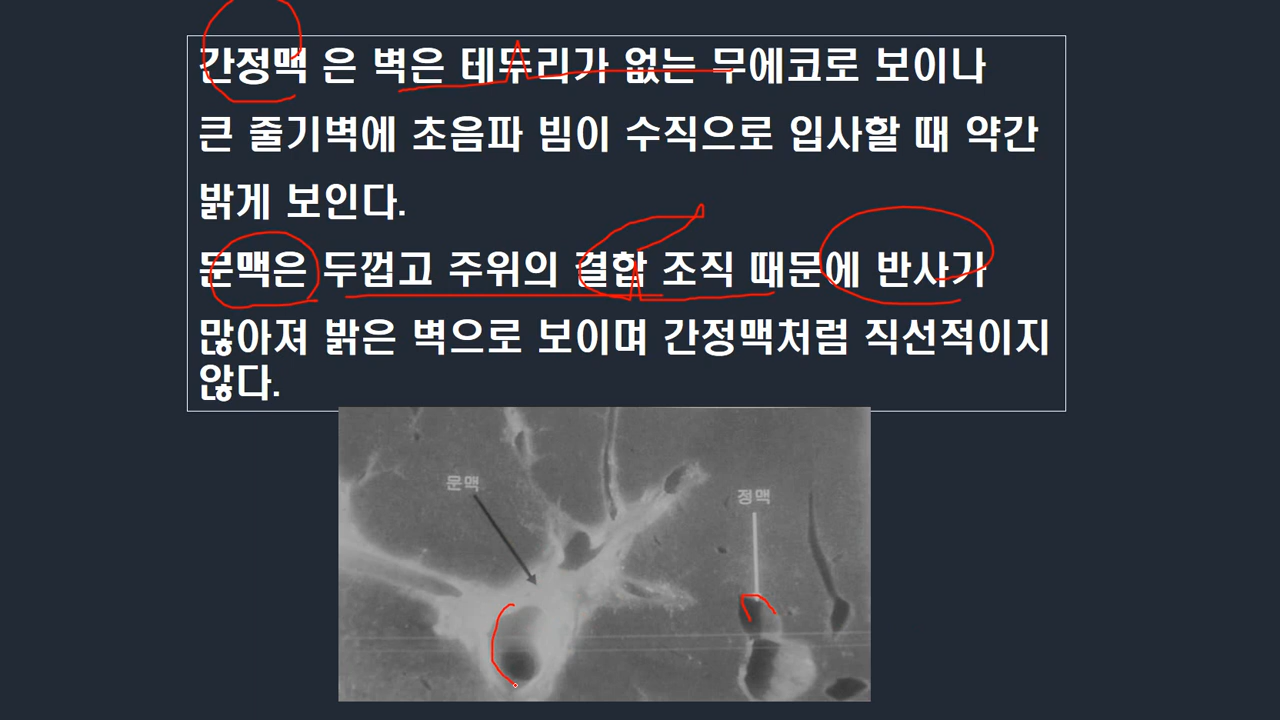 간정맥 은 벽은 테두리가 없는 무에코로 보이나
큰 줄기벽에 초음파 빔이 수직으로 입사할 때 약간
밝게 보인다.
문맥은 두껍고 주위의 결합 조직 때문에 반사가
많아져 밝은 벽으로 보이며 간정맥처럼 직선적이지
않다.
문맥
정맥